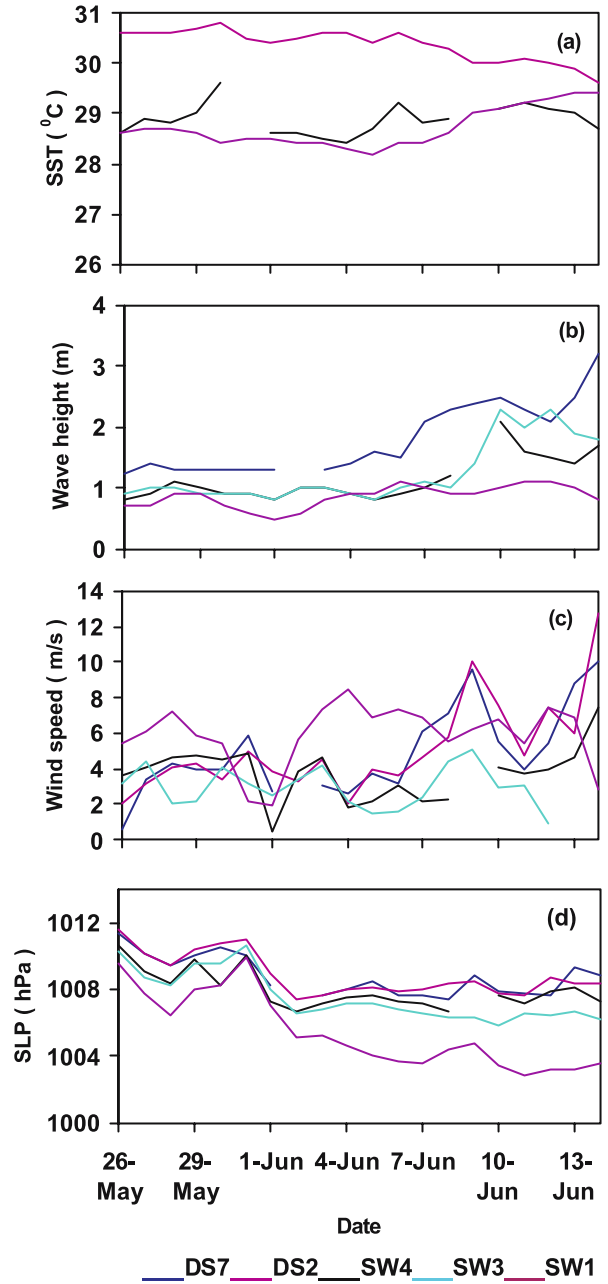 (a)
SST ( ⁰C)
31
30
29
28
27
26
(b)
Wave height (m)
4
3
2
1
0
(c)
Wind speed ( m/s)
14
12
10
8
6
4
2
0
(d)
SLP ( hPa)
1012
1008
1004
1000
26-May 29-May 1-Jun 4-Jun 7-Jun 10-Jun 13-Jun
Date
DS7 DS2 SW4 SW3 SW1